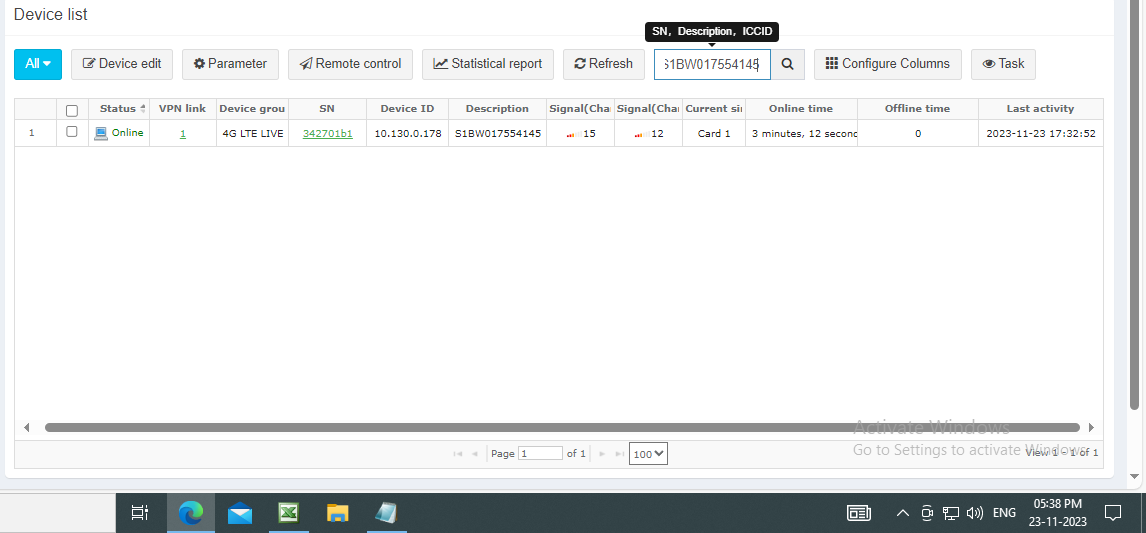 Device list
SN, Description, ICCID
All Device edit Parameter Remote control Statistical report Refresh S1BW017554145 Configure Columns Task
Status VPN link Device grou SN Device ID Description Signal(Cha Signal(Cha Current si Online time Offline time Last activity
1 Online 1 4G LTE LIVE 342701b1 10.130.0.178 S1BW017554145 15 12 Card 1 3 minutes, 12 second 0 2023-11-23 17:32:52
Activate Windows
Go to Settings to activate Windows.
Page 1 of 1 100 View 1 - 1 of 1
ENG 05:38 PM
23-11-2023